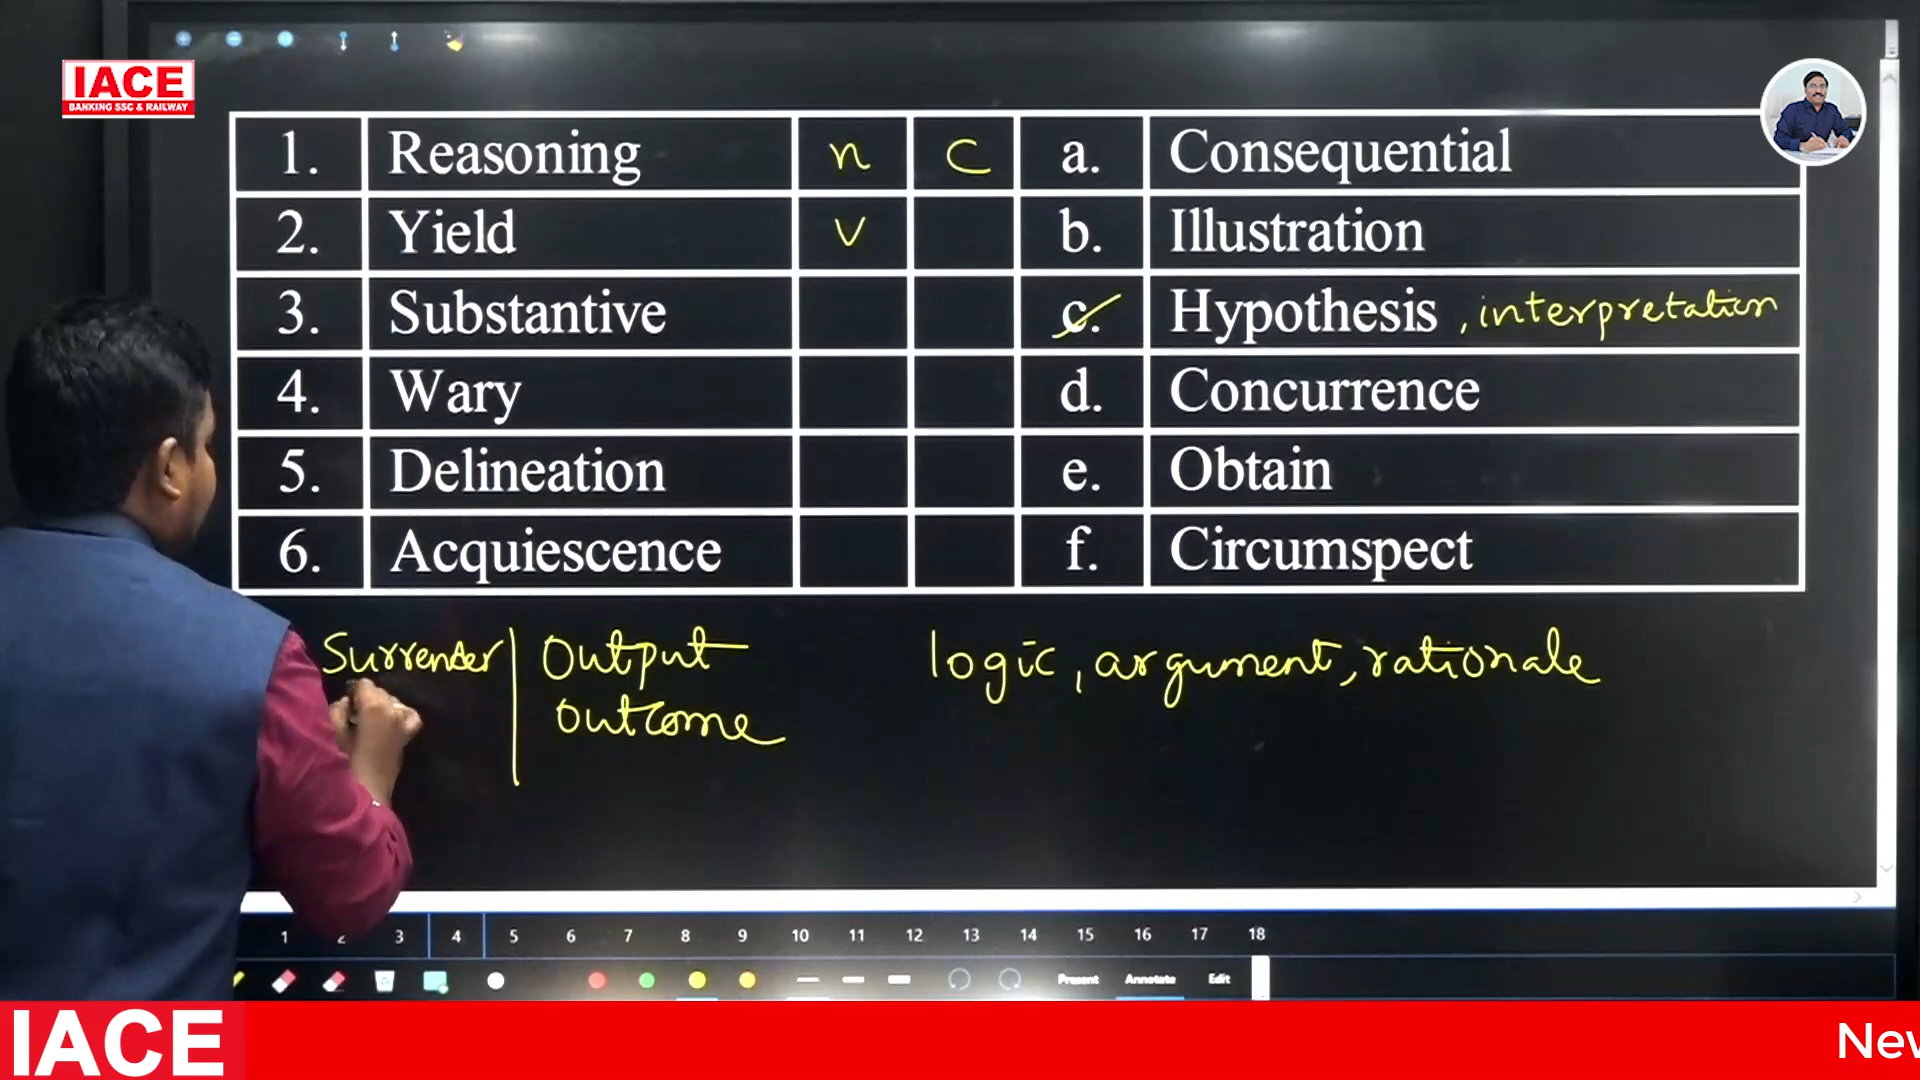 IACE
BANKING SSC & RAILWAY
1. Reasoning n C a. Consequential
2. Yield v b. Illustration
3. Substantive c. Hypothesis , interpretation
4. Wary d. Concurrence
5. Delineation e. Obtain
6. Acquiescence f. Circumspect
Surrender | Output logic, argument, rationale
Outcome
1 2 3 4 5 6 7 8 9 10 11 12 13 14 15 16 17 18
Present Annotate Edit
IACE New